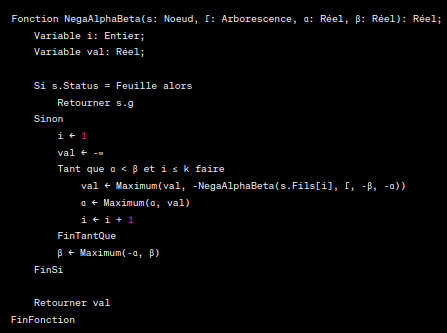 Fonction NegaAlphaBeta(s: Noeud, Γ: Arborescence, α: Réel, β: Réel): Réel;
Variable i: Entier;
Variable val: Réel;
Si s.Status = Feuille alors
Retourner s.g
Sinon
i ← 1
val ← -∞
Tant que α < β et i ≤ k faire
val ← Maximum(val, -NegaAlphaBeta(s.Fils[i], Γ, -β, -α))
α ← Maximum(α, val)
i ← i + 1
FinTantQue
β ← Maximum(-α, β)
FinSi
Retourner val
FinFonction